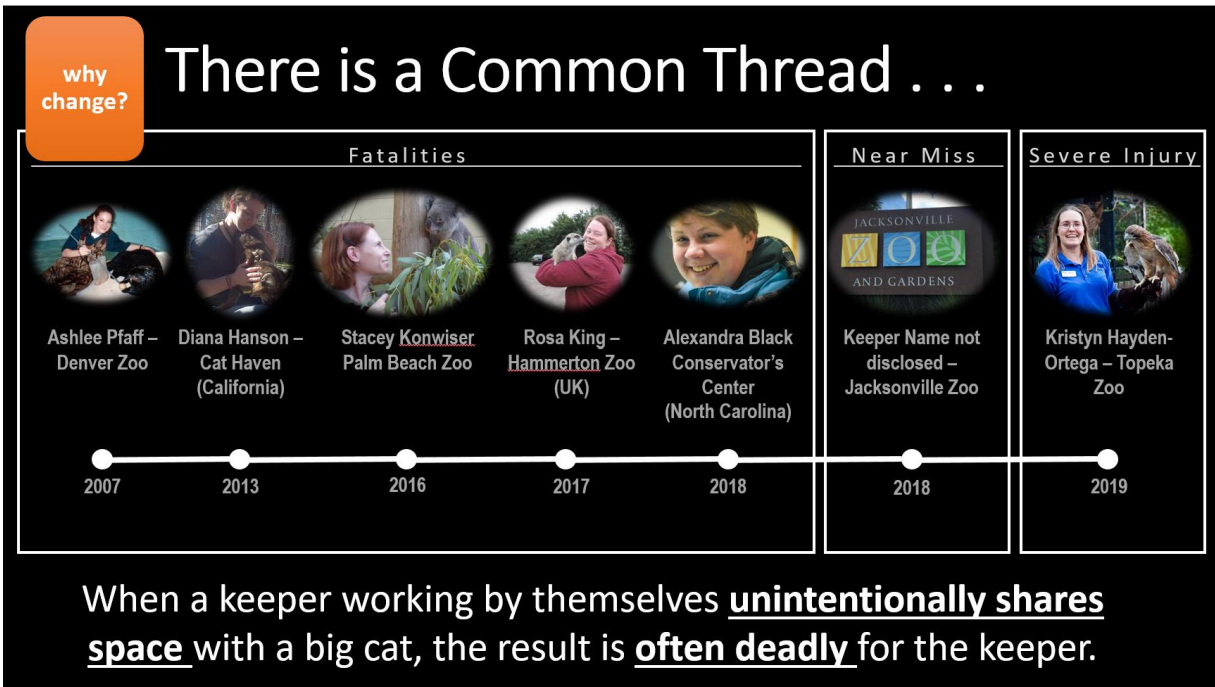 why
change?
There is a Common Thread . . .
Fatalities
Near Miss
Severe Injury
JACKSONVILLE
ZOO
AND GARDENS
Ashlee Pfaff –
Denver Zoo
Diana Hanson –
Cat Haven
(California)
Stacey Konwiser
Palm Beach Zoo
Rosa King –
Hammerton Zoo
(UK)
Alexandra Black
Conservator's
Center
(North Carolina)
Keeper Name not
disclosed –
Jacksonville Zoo
Kristyn Hayden-
Ortega – Topeka
Zoo
2007
2013
2016
2017
2018
2018
2019
When a keeper working by themselves unintentionally shares
space with a big cat, the result is often deadly for the keeper.